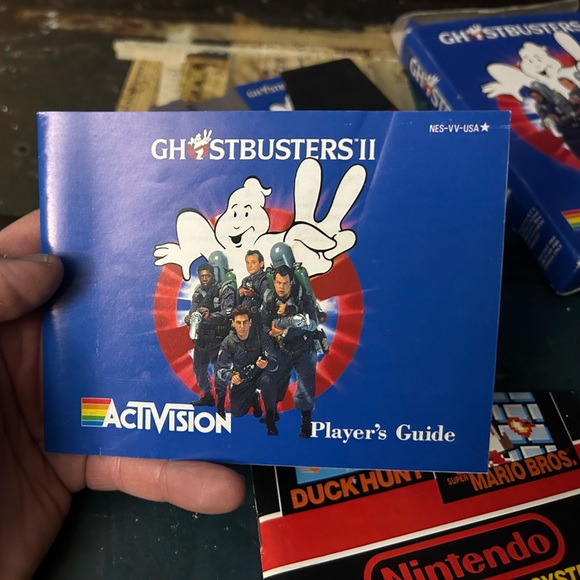 GHOSTBUSTERS
NES-VV-USA★
GHOSTBUSTERS II
ACTIVISION
Player's Guide
DUCK HUNT
SUPER MARIO BROS.
Nintendo